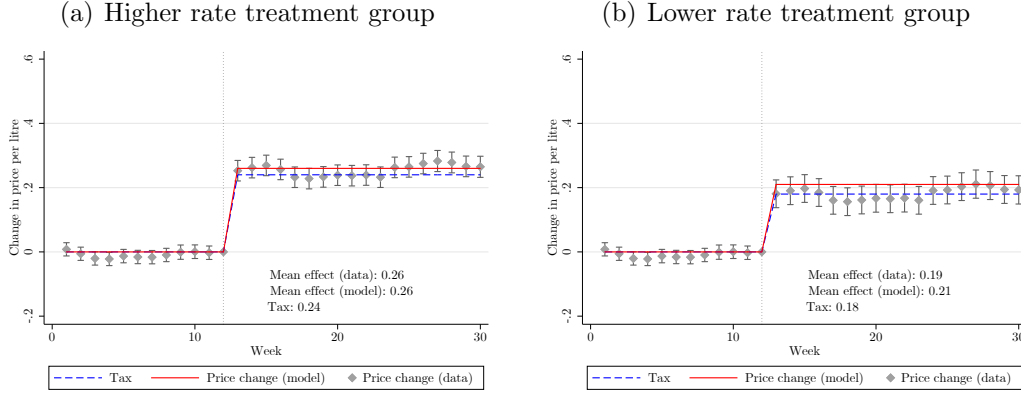 (a) Higher rate treatment group
.6
.4
.2
0
-.2
Change in price per litre
Mean effect (data): 0.26
Mean effect (model): 0.26
Tax: 0.24
0 10 20 30
Week
Tax Price change (model) Price change (data)
(b) Lower rate treatment group
.6
.4
.2
0
-.2
Change in price per litre
Mean effect (data): 0.19
Mean effect (model): 0.21
Tax: 0.18
0 10 20 30
Week
Tax Price change (model) Price change (data)